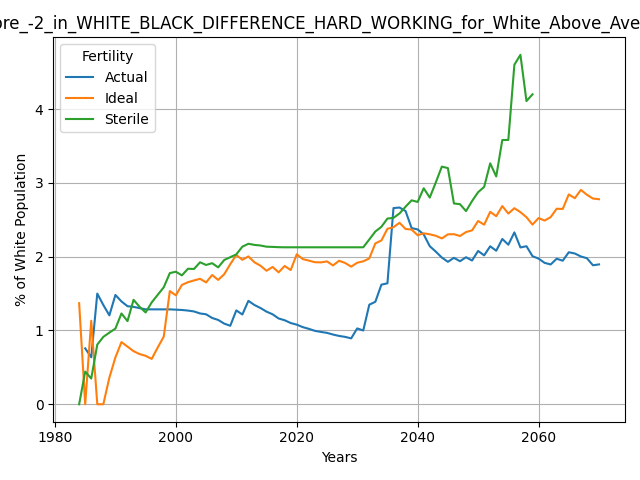 ore_-2_in_WHITE_BLACK_DIFFERENCE_HARD_WORKING_for_White_Above_Ave
Fertility
Actual
Ideal
Sterile
% of White Population
4
3
2
1
0
1980
2000
2020
2040
2060
Years